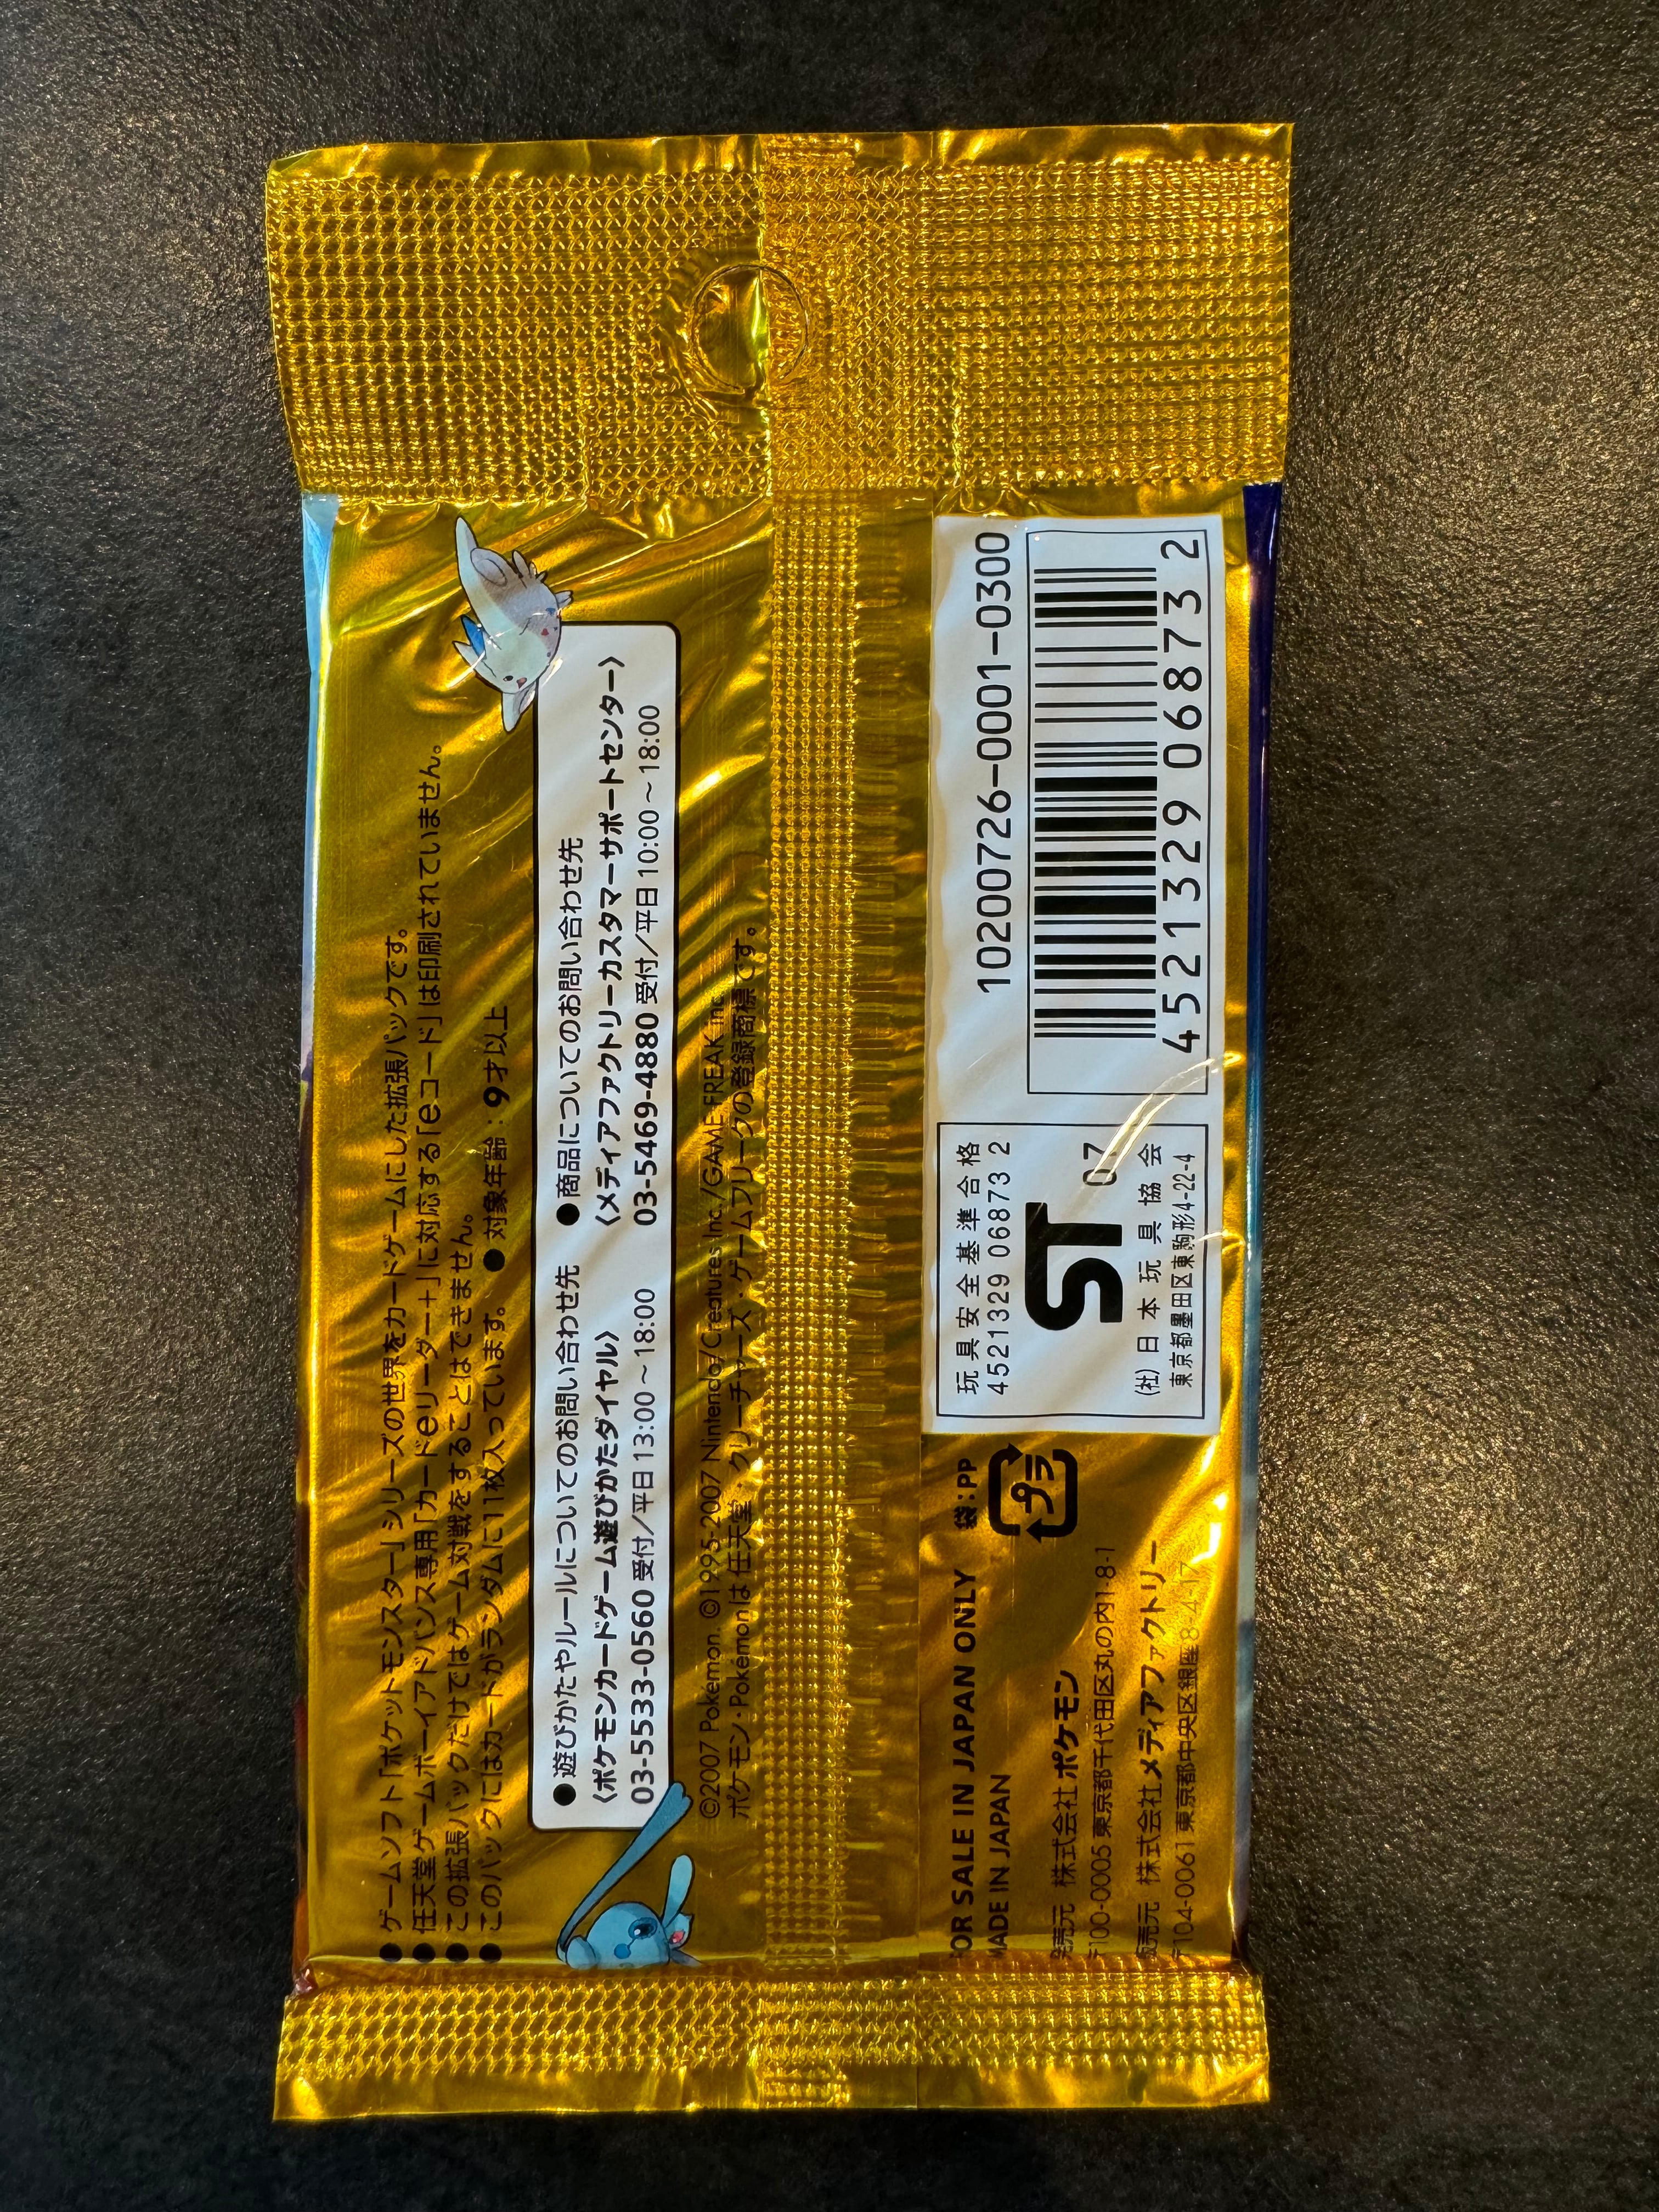 ●ゲームソフト「ポケットモンスター」シリーズの世界をカードゲームにした拡張パックです。
●任天堂ゲームボーイアドバンス専用「カードeリーダー+」に対応する「eコード」は印刷されていません。
●この拡張パックだけではゲーム対戦をすることはできません。
●このパックにはカードがランダムに11枚入っています。 ●対象年齢：9才以上
●遊びかたやルールについてのお問い合わせ先
〈ポケモンカードゲーム遊びかたダイヤル〉
03-5533-0560 受付/平日13:00～18:00
●商品についてのお問い合わせ先
〈メディアファクトリーカスタマーサポートセンター〉
03-5469-4880 受付/平日10:00～18:00
©2007 Pokémon. ©1995-2007 Nintendo/Creatures Inc./GAME FREAK inc.
ポケモン・Pokémonは任天堂・クリーチャーズ・ゲームフリークの登録商標です。
FOR SALE IN JAPAN ONLY
MADE IN JAPAN
袋：PP
プラ
発売元 株式会社ポケモン
〒100-0005 東京都千代田区丸の内1-8-1
販売元 株式会社メディアファクトリー
〒104-0061 東京都中央区銀座8-4-17
玩具安全基準合格
4521329 06873 2
ST 07
(社)日本玩具協会
東京都墨田区東駒形4-22-4
10200726-0001-0300
4521329068732